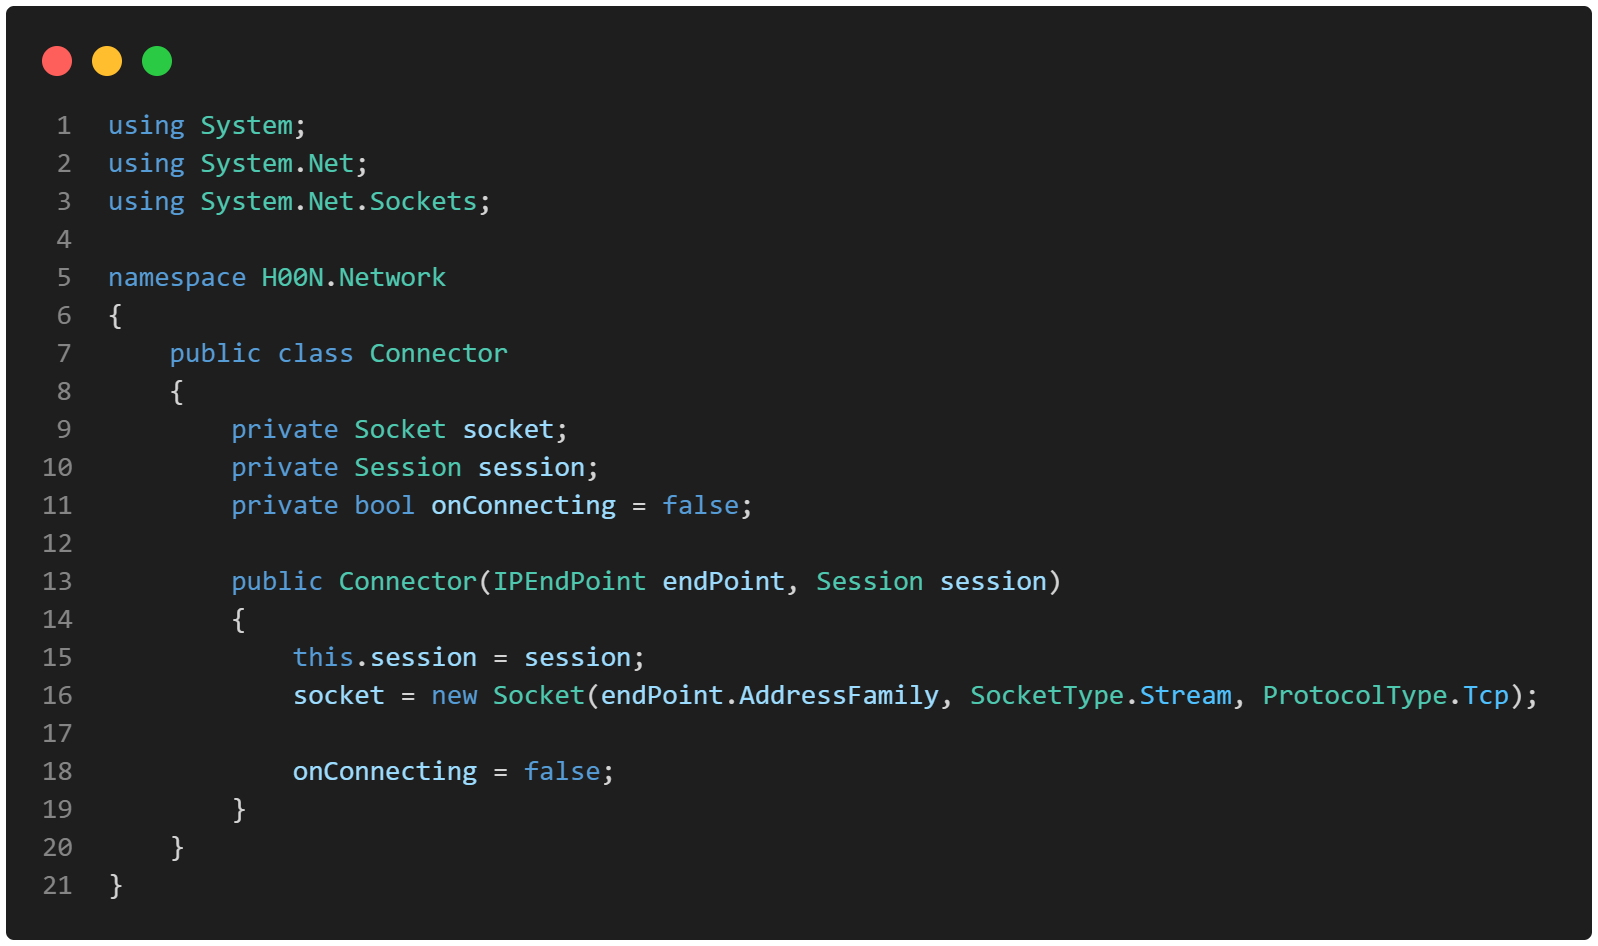 1 using System;
2 using System.Net;
3 using System.Net.Sockets;
4
5 namespace H00N.Network
6 {
7     public class Connector
8     {
9         private Socket socket;
10         private Session session;
11         private bool onConnecting = false;
12
13         public Connector(IPEndPoint endPoint, Session session)
14         {
15             this.session = session;
16             socket = new Socket(endPoint.AddressFamily, SocketType.Stream, ProtocolType.Tcp);
17
18             onConnecting = false;
19         }
20     }
21 }